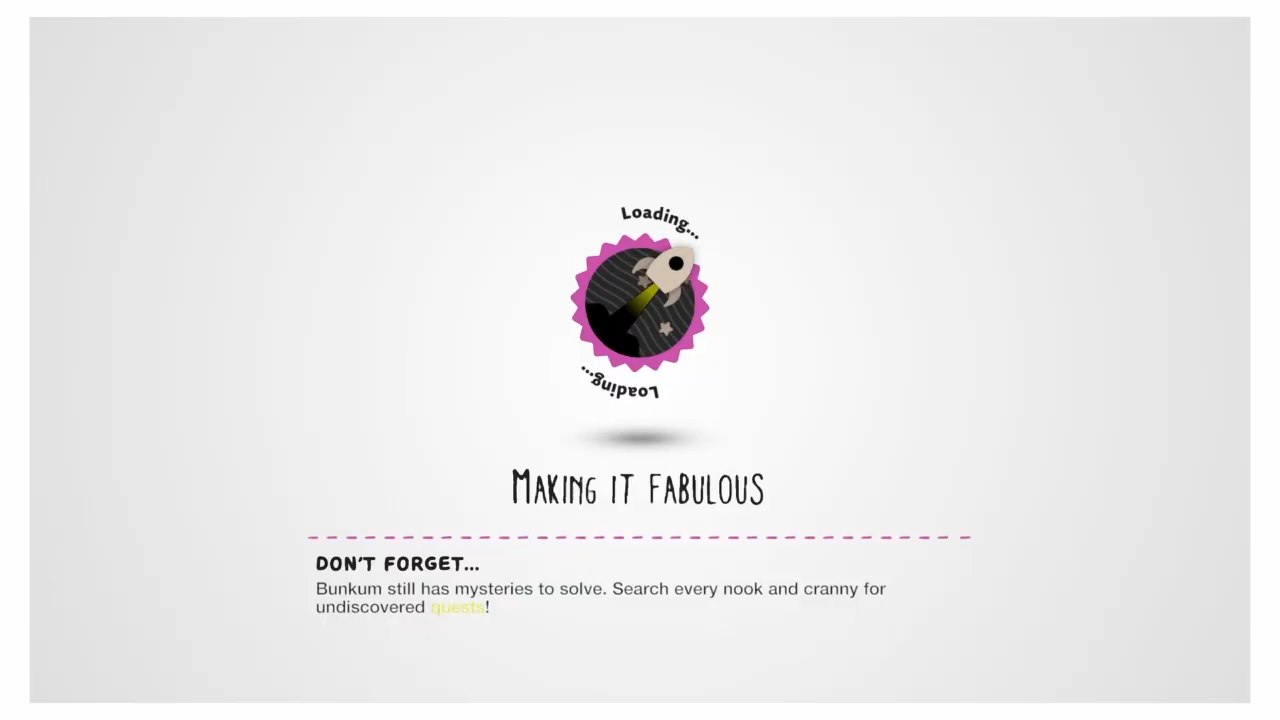 Loading...
Loading...
Making it fabulous
DON'T FORGET...
Bunkum still has mysteries to solve. Search every nook and cranny for
undiscovered quests!